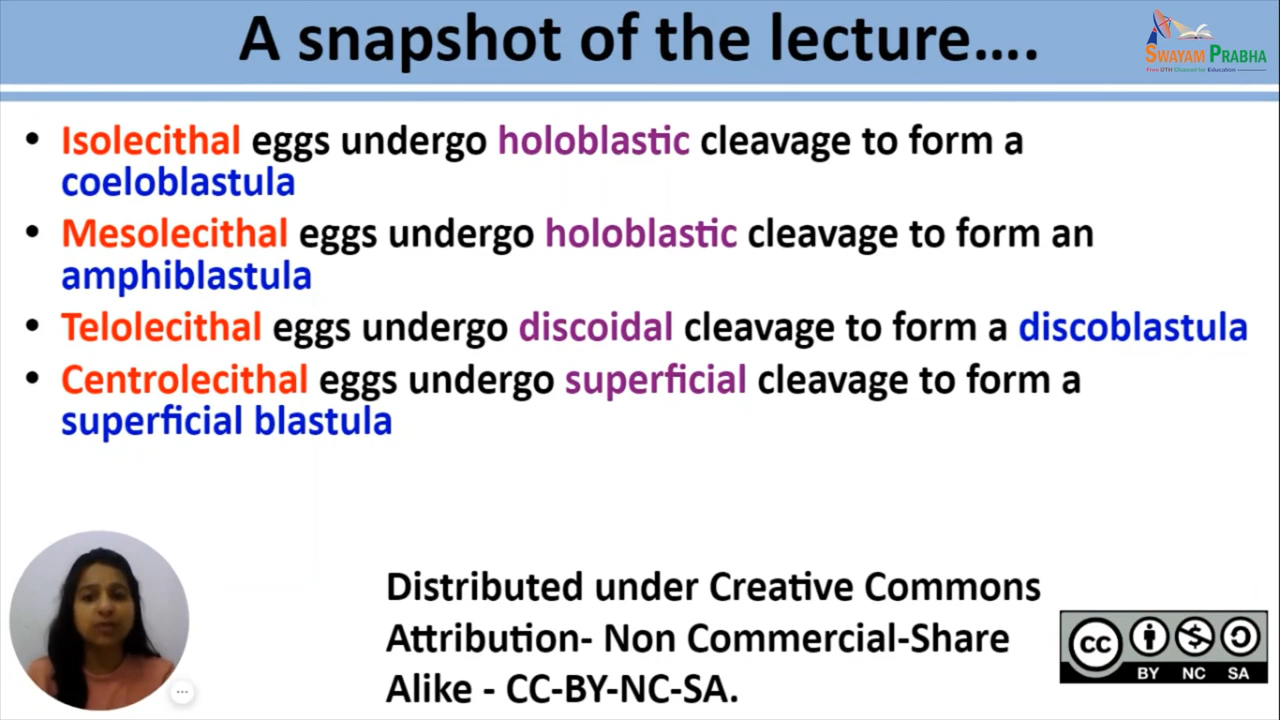 A snapshot of the lecture….
SWAYAM PRABHA
Free DTH Channel for Education
• Isolecithal eggs undergo holoblastic cleavage to form a
coeloblastula
• Mesolecithal eggs undergo holoblastic cleavage to form an
amphiblastula
• Telolecithal eggs undergo discoidal cleavage to form a discoblastula
• Centrolecithal eggs undergo superficial cleavage to form a
superficial blastula
Distributed under Creative Commons
Attribution- Non Commercial-Share
Alike - CC-BY-NC-SA.
CC
BY NC SA